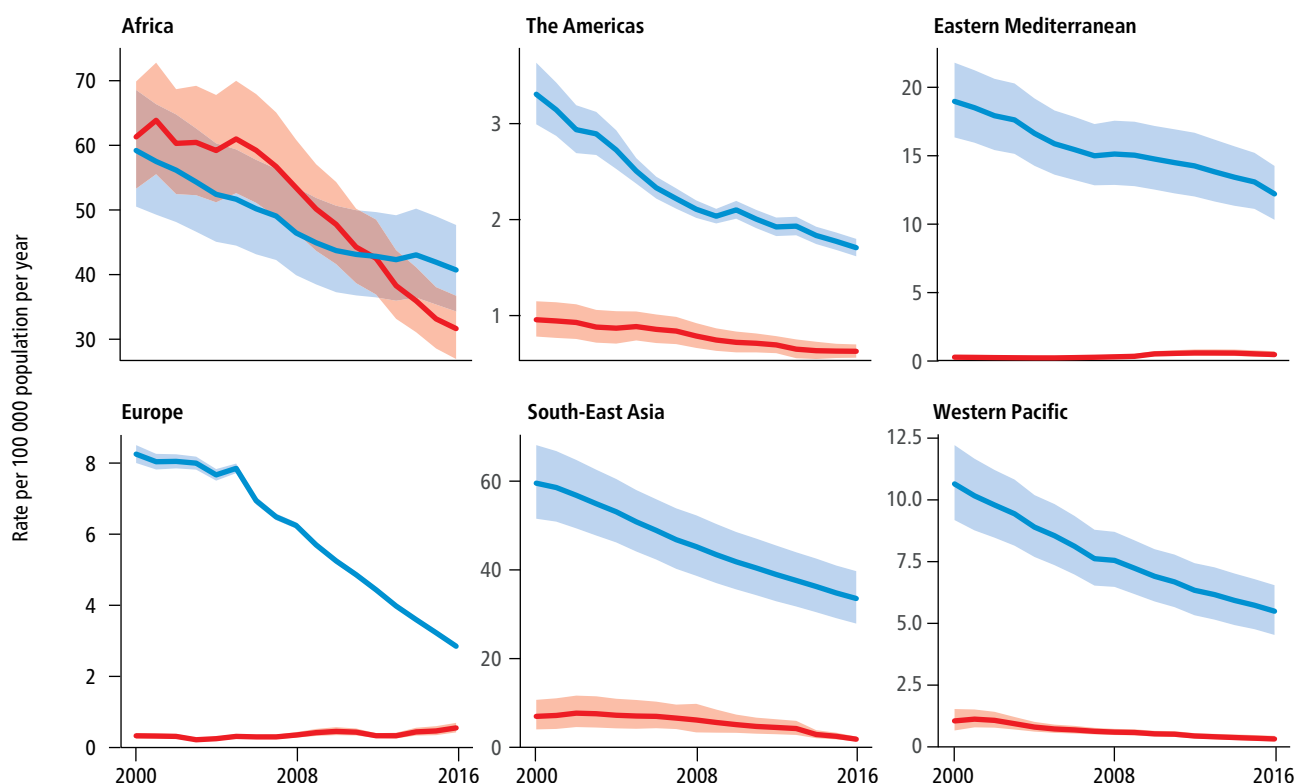 Rate per 100 000 population per year
Africa
70
60
50
40
30
The Americas
3
2
1
Eastern Mediterranean
20
15
10
5
0
Europe
8
6
4
2
0
2000 2008 2016
South-East Asia
60
40
20
0
2000 2008 2016
Western Pacific
12.5
10.0
7.5
5.0
2.5
0
2000 2008 2016